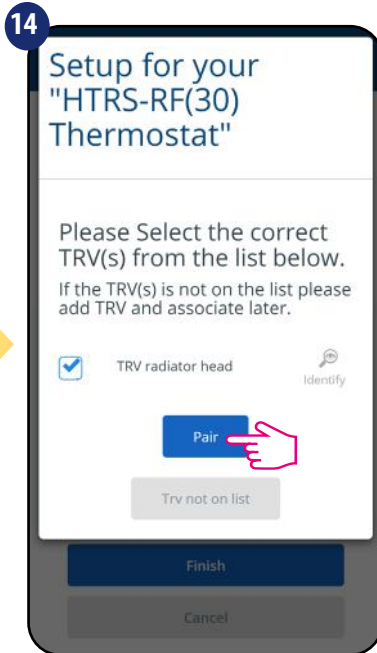 14
Setup for your
"HTRS-RF(30)
Thermostat"
Please Select the correct
TRV(s) from the list below.
If the TRV(s) is not on the list please
add TRV and associate later.
TRV radiator head
Identify
Pair
Trv not on list
Finish
Cancel